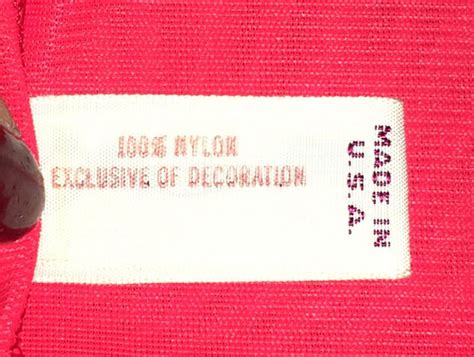 100% NYLON
EXCLUSIVE OF DECORATION
MADE IN
U.S.A.